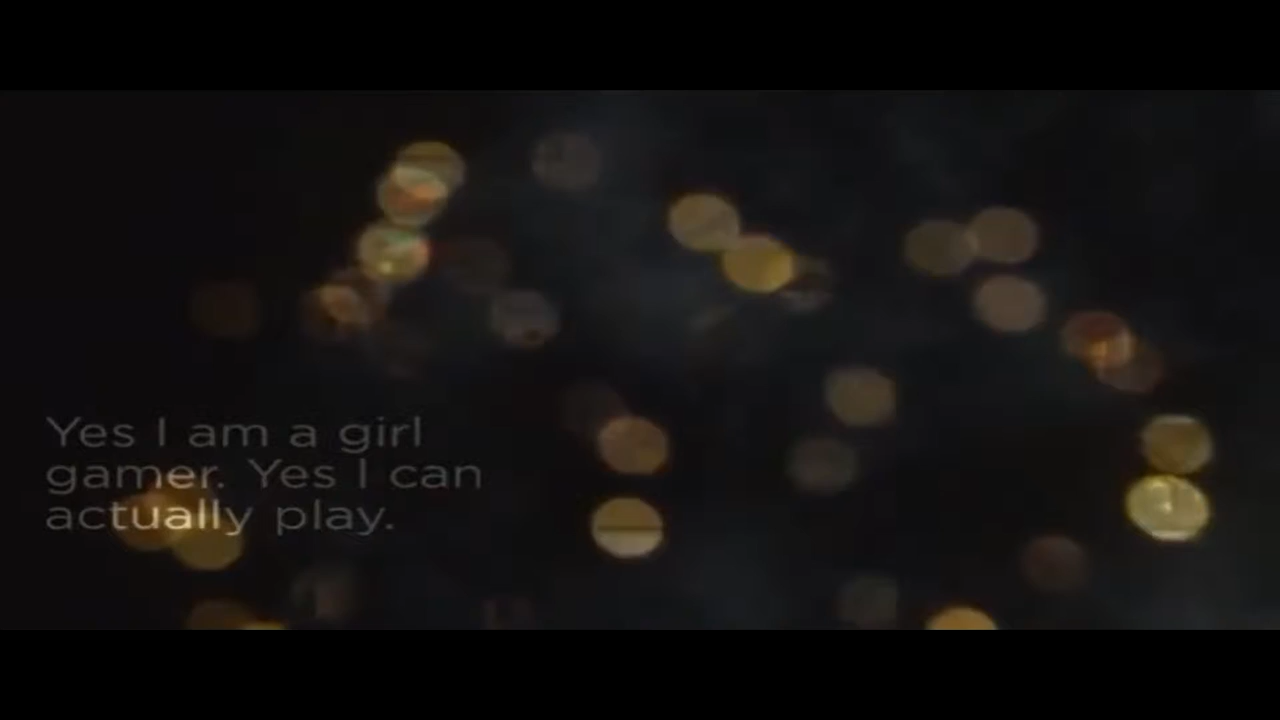 Yes I am a girl
gamer. Yes I can
actually play.